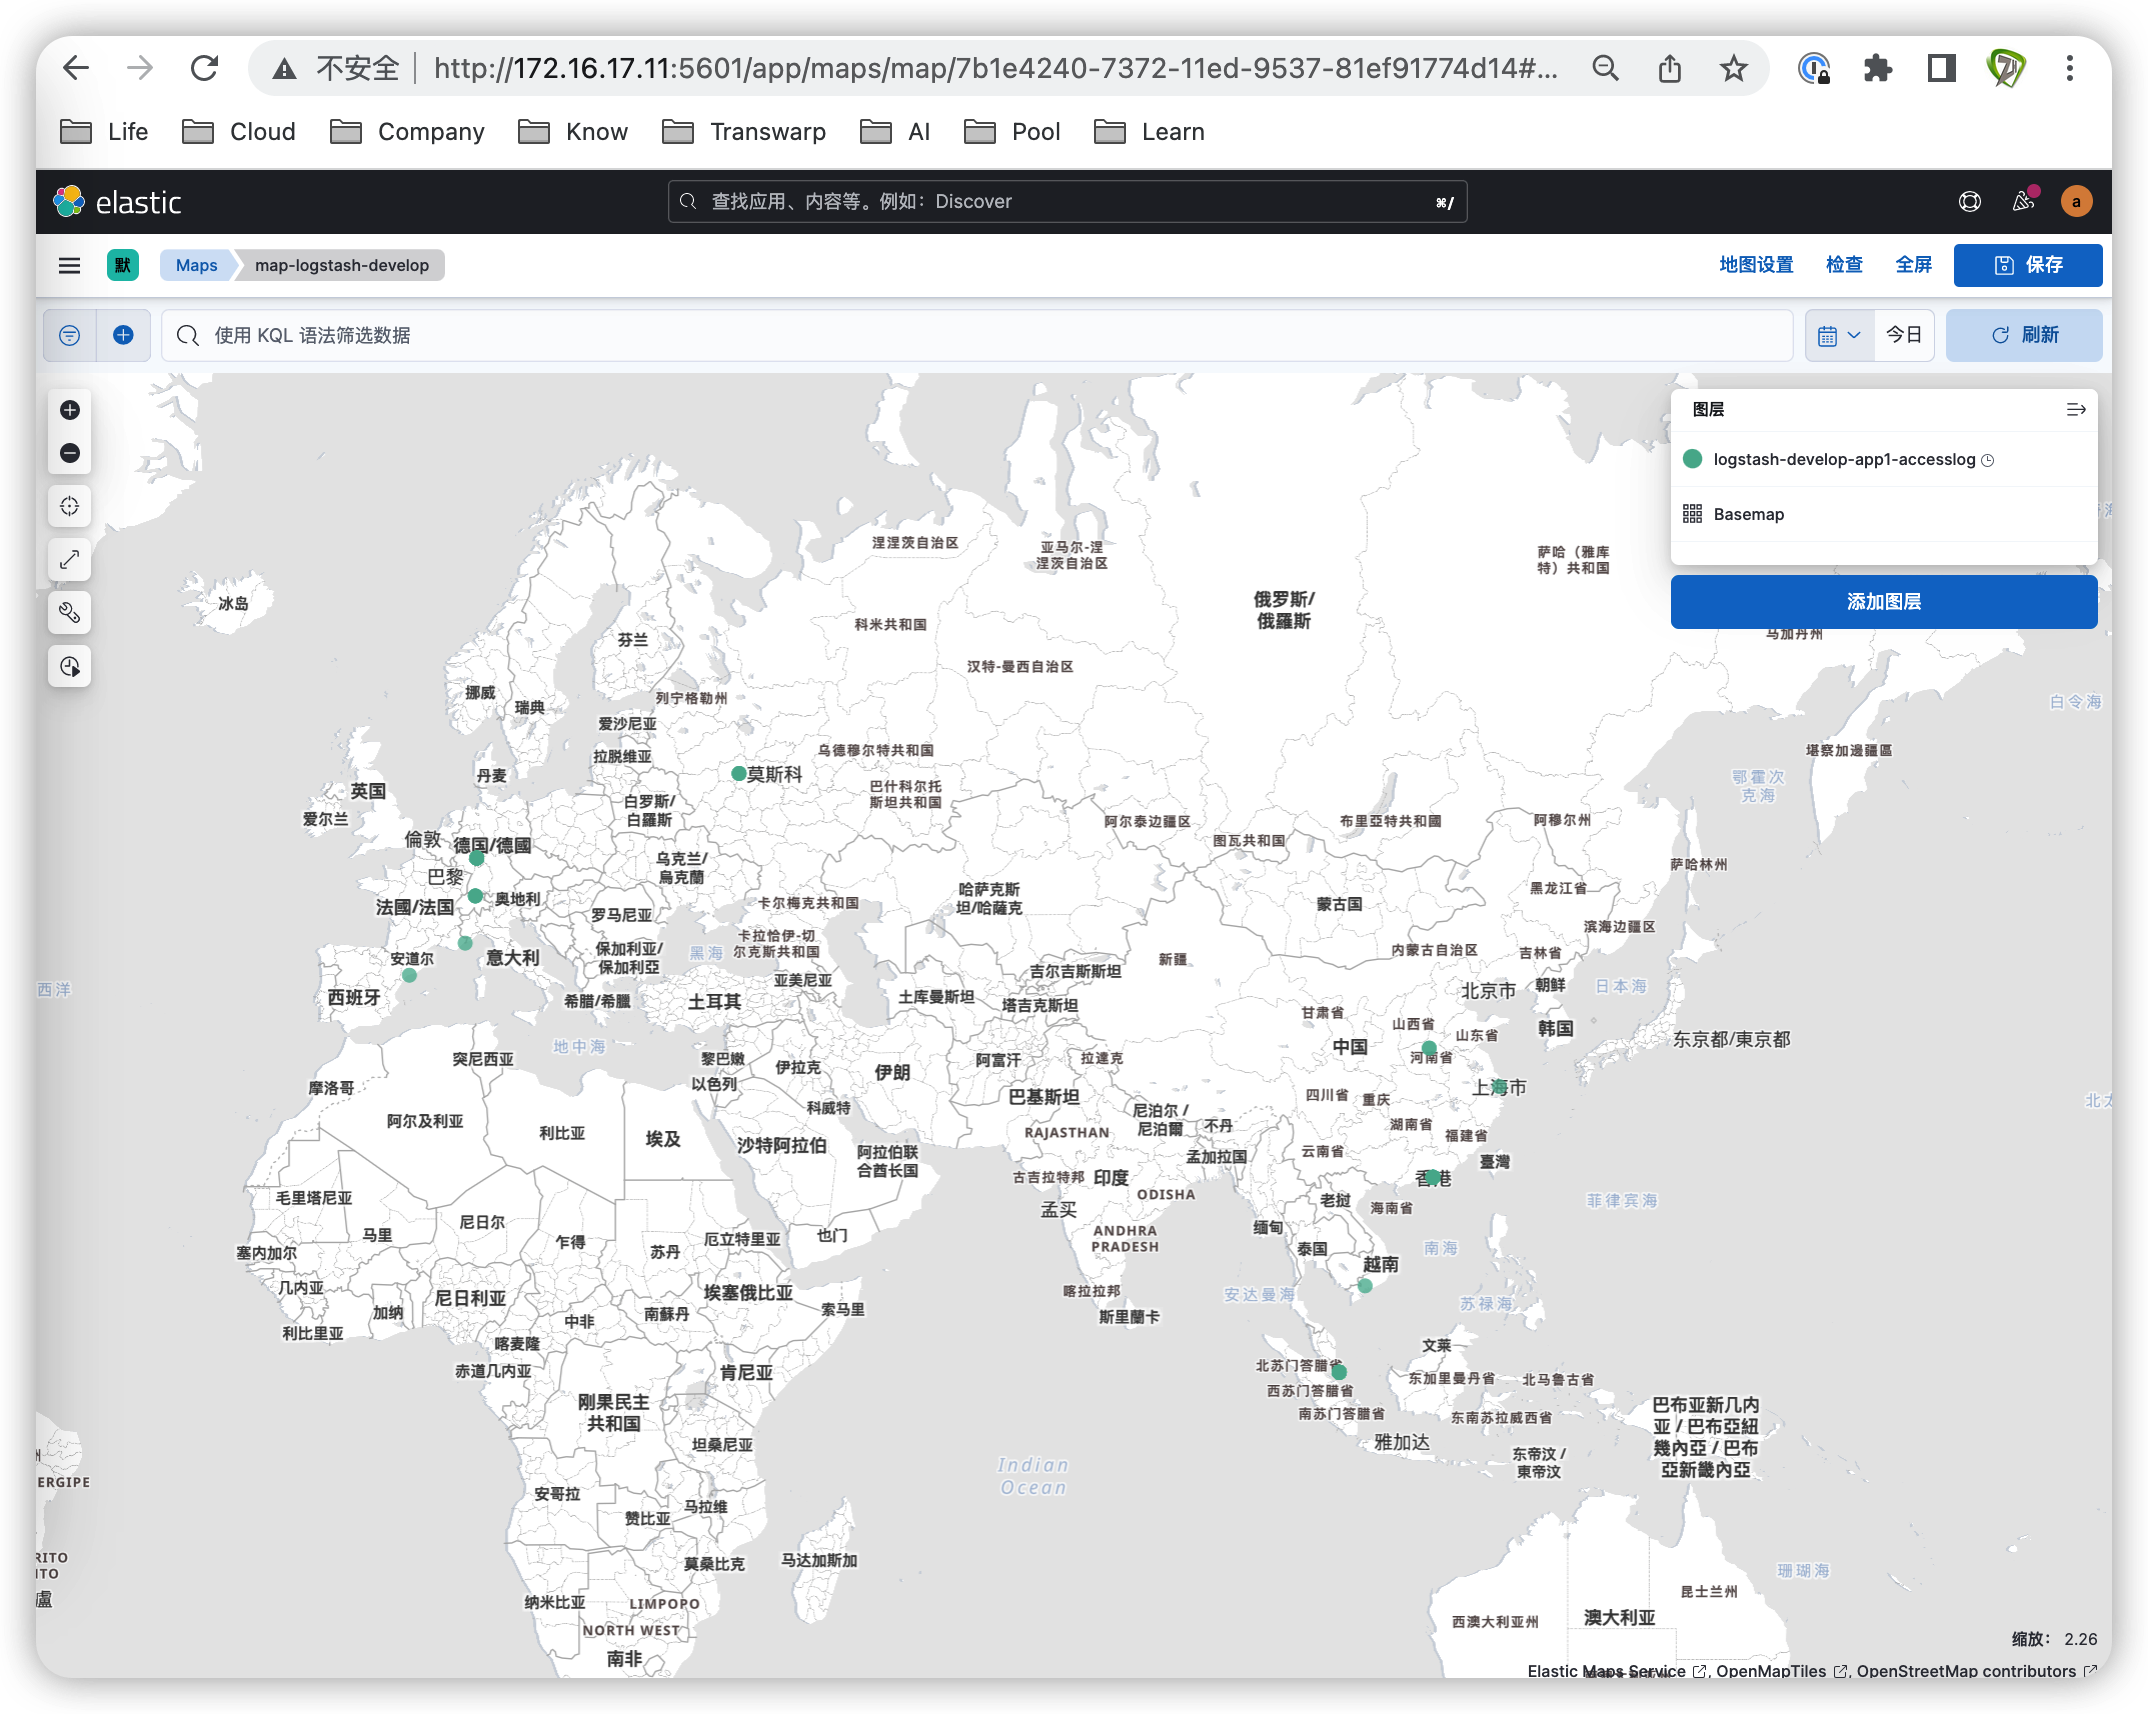 不安全
http://172.16.17.11:5601/app/maps/map/7b1e4240-7372-11ed-9537-81ef91774d14#...
Life
Cloud
Company
Know
Transwarp
AI
Pool
Learn
elastic
查找应用、内容等。例如：Discover
⌘/
a
默
Maps
map-logstash-develop
地图设置
检查
全屏
保存
使用 KQL 语法筛选数据
今日
刷新
图层
logstash-develop-app1-accesslog
Basemap
添加图层
涅涅茨自治区
亚马尔-涅
涅茨自治区
萨哈（雅库
特）共和国
冰岛
俄罗斯/
俄羅斯
科米共和国
芬兰
马加丹州
汉特-曼西自治区
挪威
列宁格勒州
瑞典
白令海
爱沙尼亚
拉脱维亚
乌德穆尔特共和国
堪察加邊疆區
丹麦
莫斯科
鄂霍次
克海
英国
巴什科尔托
斯坦共和国
爱尔兰
白罗斯/
白羅斯
阿尔泰边疆区
布里亞特共和國
阿穆尔州
倫敦
德国/德國
图瓦共和国
乌克兰/
烏克蘭
萨哈林州
巴黎
奥地利
哈萨克斯
坦/哈薩克
黑龙江省
法國/法国
罗马尼亚
卡尔梅克共和国
蒙古国
滨海边疆区
卡拉恰伊-切
尔克斯共和国
黑海
保加利亚/
保加利亞
安道尔
意大利
内蒙古自治区
吉林省
新疆
吉尔吉斯斯坦
亚美尼亚
朝鲜
日本海
西洋
西班牙
希腊/希臘
土耳其
土库曼斯坦
塔吉克斯坦
北京市
甘肃省
山西省
山东省
韩国
东京都/東京都
地中海
突尼西亚
黎巴嫩
伊拉克
伊朗
阿富汗
拉達克
中国
河南省
摩洛哥
以色列
巴基斯坦
上海市
四川省
重庆
北太
科威特
阿尔及利亚
利比亚
埃及
沙特阿拉伯
尼泊尔 /
尼泊爾
不丹
湖南省
福建省
RAJASTHAN
阿拉伯联
合酋长国
孟加拉国
云南省
臺灣
古吉拉特邦
印度
香港
ODISHA
毛里塔尼亚
老挝
海南省
菲律宾海
孟买
马里
尼日尔
乍得
苏丹
厄立特里亚
也门
ANDHRA
PRADESH
缅甸
泰国
南海
塞内加尔
越南
几内亚
尼日利亚
埃塞俄比亚
喀拉拉邦
安达曼海
苏禄海
加纳
中非
南蘇丹
索马里
斯里蘭卡
利比里亚
喀麦隆
文莱
赤道几内亚
肯尼亚
北苏门答腊省
东加里曼丹省
北马鲁古省
西苏门答腊省
刚果民主
共和国
南苏门答腊省
东南苏拉威西省
巴布亚新几内
亚 / 巴布亞紐
幾內亞 / 巴布
亞新畿內亞
坦桑尼亚
雅加达
东帝汶 /
東帝汶
Indian
Ocean
ERGIPE
安哥拉
赞比亚
马拉维
RITO
ITO
莫桑比克
马达加斯加
珊瑚海
纳米比亚
LIMPOPO
昆士兰州
西澳大利亚州
澳大利亚
NORTH WEST
南非
缩放： 2.26
Elastic Maps Service , OpenMapTiles , OpenStreetMap contributors